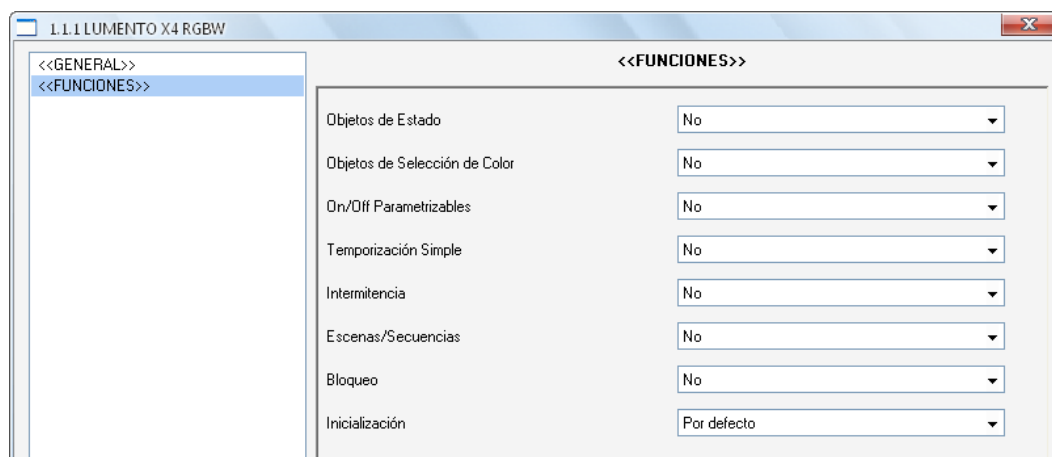 1.1.1 LUMENTO X4 RGBW
<<GENERAL>>
<<FUNCIONES>>
<<FUNCIONES>>
Objetos de Estado No
Objetos de Selección de Color No
On/Off Parametrizables No
Temporización Simple No
Intermitencia No
Escenas/Secuencias No
Bloqueo No
Inicialización Por defecto